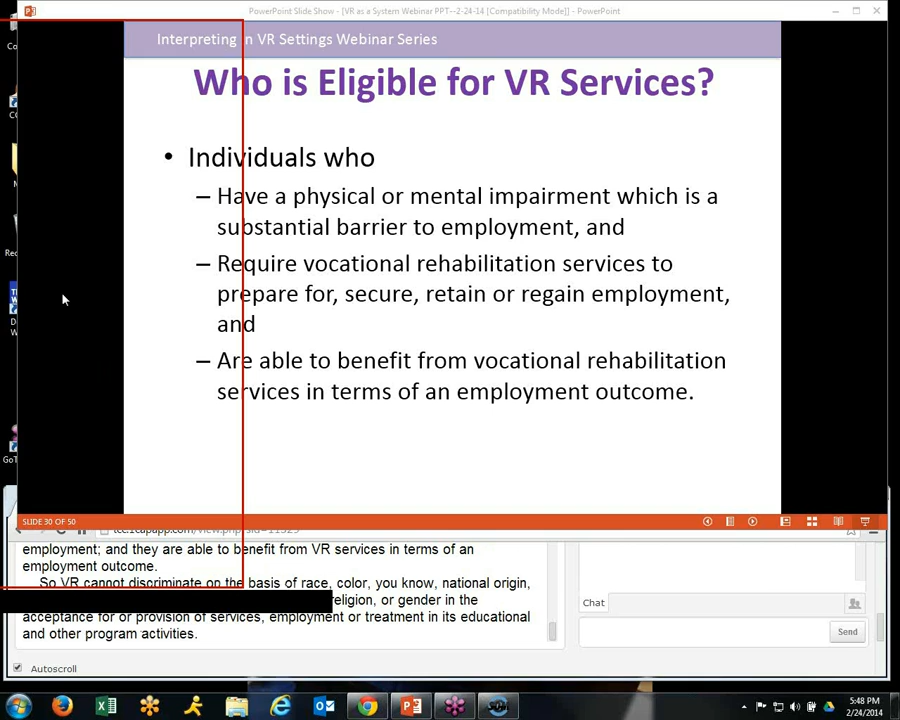 PowerPoint Slide Show - [VR as a System Webinar PPT--2-24-14 [Compatibility Mode]] - PowerPoint
Interpreting in VR Settings Webinar Series
Who is Eligible for VR Services?
• Individuals who
– Have a physical or mental impairment which is a
substantial barrier to employment, and
– Require vocational rehabilitation services to
prepare for, secure, retain or regain employment,
and
– Are able to benefit from vocational rehabilitation
services in terms of an employment outcome.
SLIDE 30 OF 50
employment; and they are able to benefit from VR services in terms of an
employment outcome.
So VR cannot discriminate on the basis of race, color, you know, national origin,
religion, or gender in the
acceptance for or provision of services, employment or treatment in its educational
and other program activities.
Autoscroll
Chat
Send
5:48 PM
2/24/2014